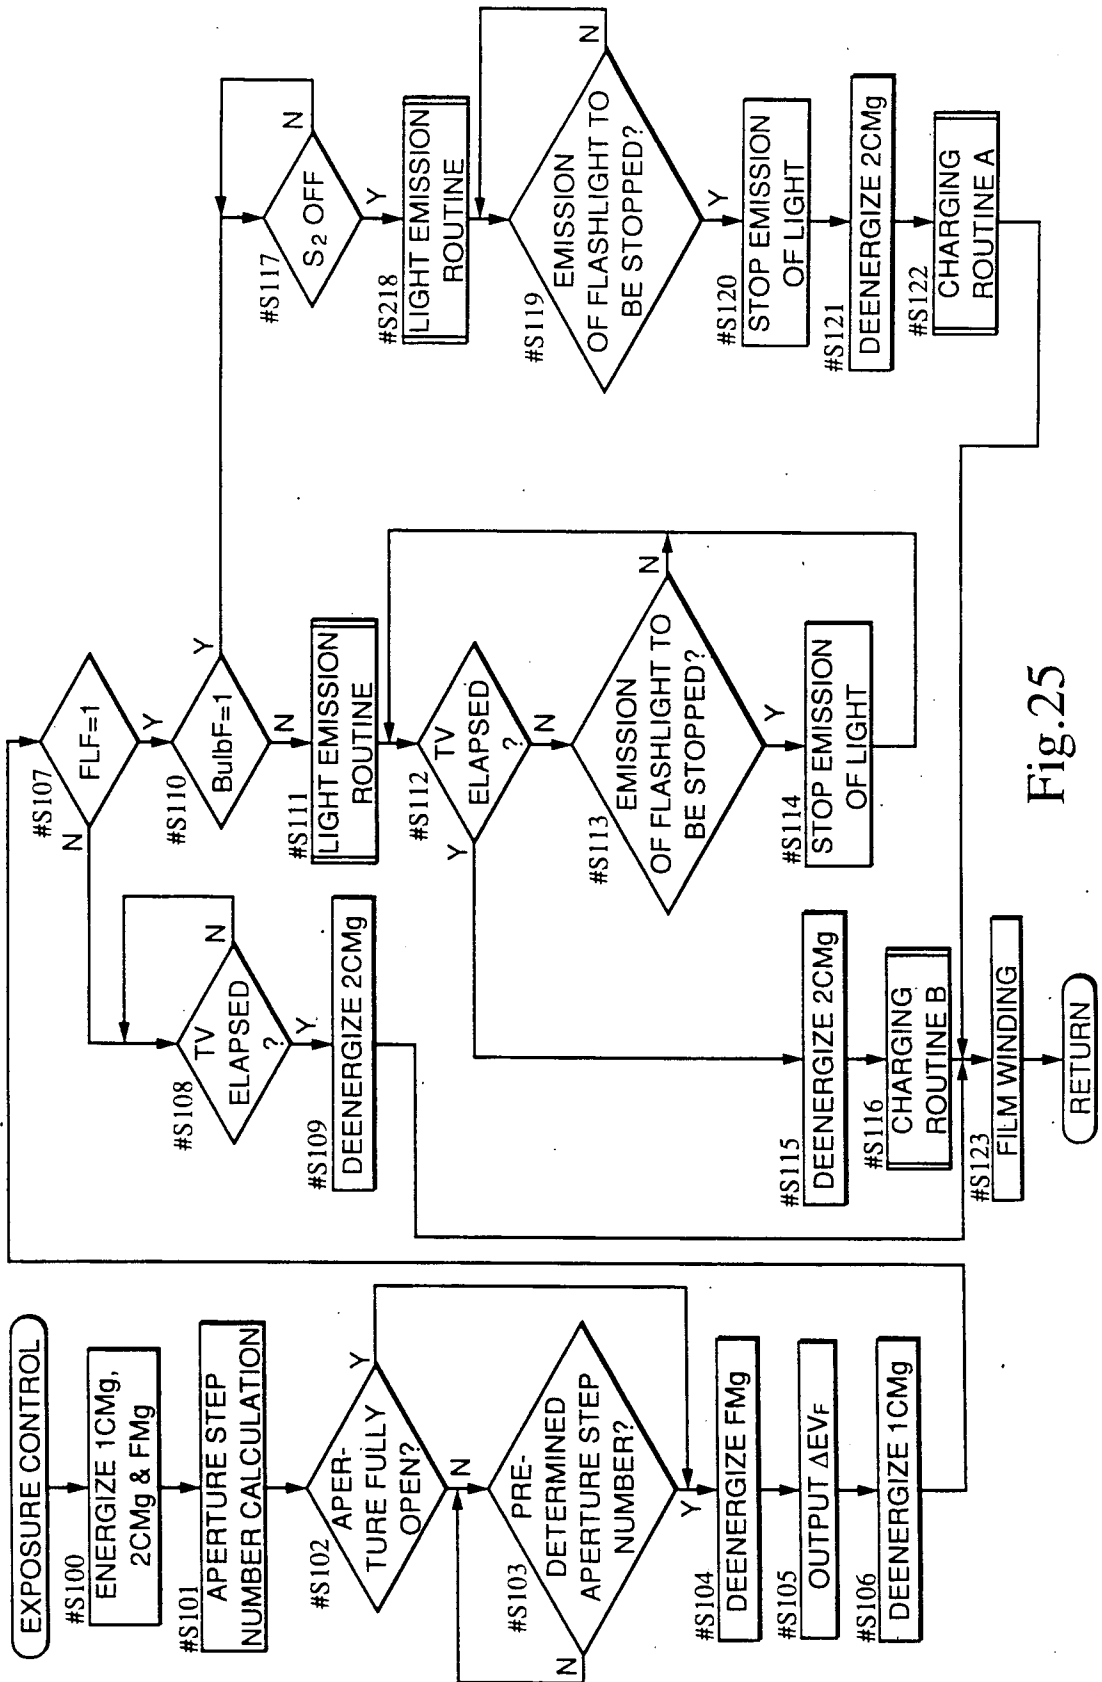 EXPOSURE CONTROL
#S100
ENERGIZE 1CMg,
2CMg & FMg
#S101
APERTURE STEP
NUMBER CALCULATION
#S102
APER-
TURE FULLY
OPEN?
Y
N
#S103
PRE-
DETERMINED
APERTURE STEP
NUMBER?
N
Y
#S104
DEENERGIZE FMg
#S105
OUTPUT ΔEVF
#S106
DEENERGIZE 1CMg
#S107
FLF=1
N
Y
#S108
TV
ELAPSED
?
N
Y
#S109
DEENERGIZE 2CMg
#S110
BulbF=1
Y
N
#S111
LIGHT EMISSION
ROUTINE
#S112
TV
ELAPSED
?
Y
N
#S113
EMISSION
OF FLASHLIGHT TO
BE STOPPED?
N
Y
#S114
STOP EMISSION
OF LIGHT
#S115
DEENERGIZE 2CMg
#S116
CHARGING
ROUTINE B
#S123
FILM WINDING
RETURN
#S117
S2 OFF
N
Y
#S218
LIGHT EMISSION
ROUTINE
#S119
EMISSION
OF FLASHLIGHT TO
BE STOPPED?
N
Y
#S120
STOP EMISSION
OF LIGHT
#S121
DEENERGIZE 2CMg
#S122
CHARGING
ROUTINE A
Fig.25